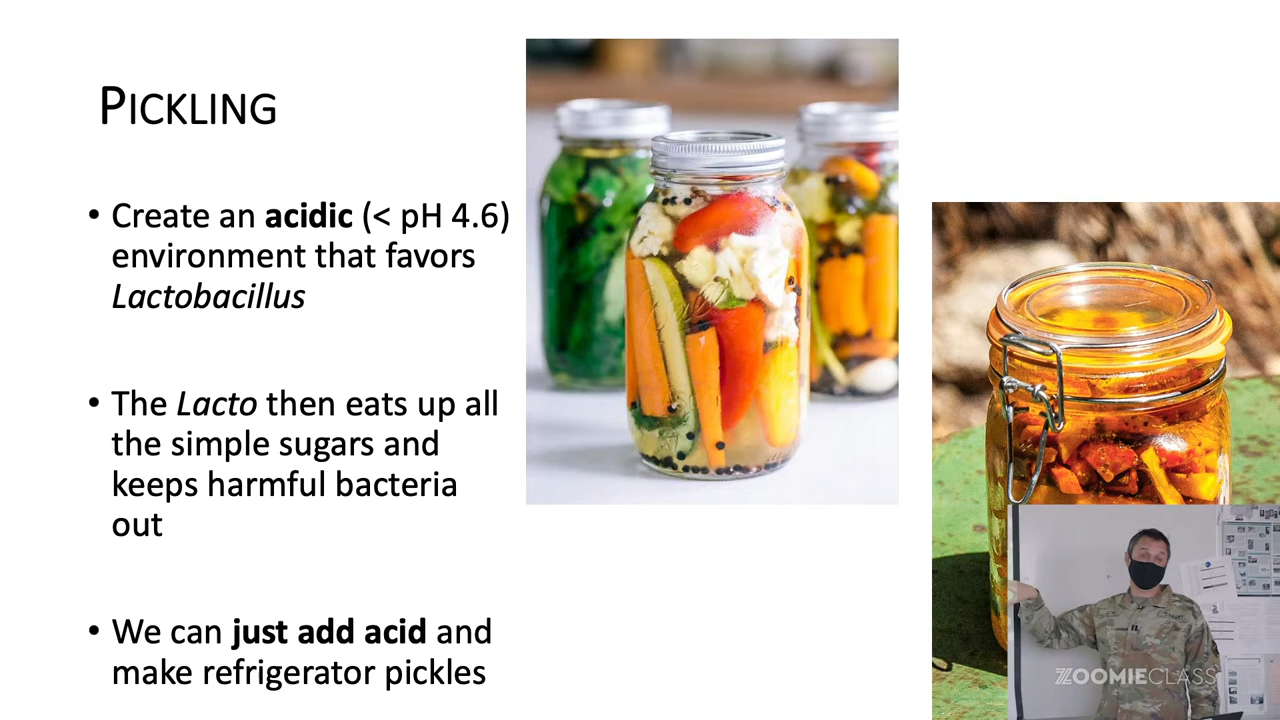 PICKLING
• Create an acidic (< pH 4.6)
environment that favors
Lactobacillus
• The Lacto then eats up all
the simple sugars and
keeps harmful bacteria
out
• We can just add acid and
make refrigerator pickles
ZOOMIECLASS